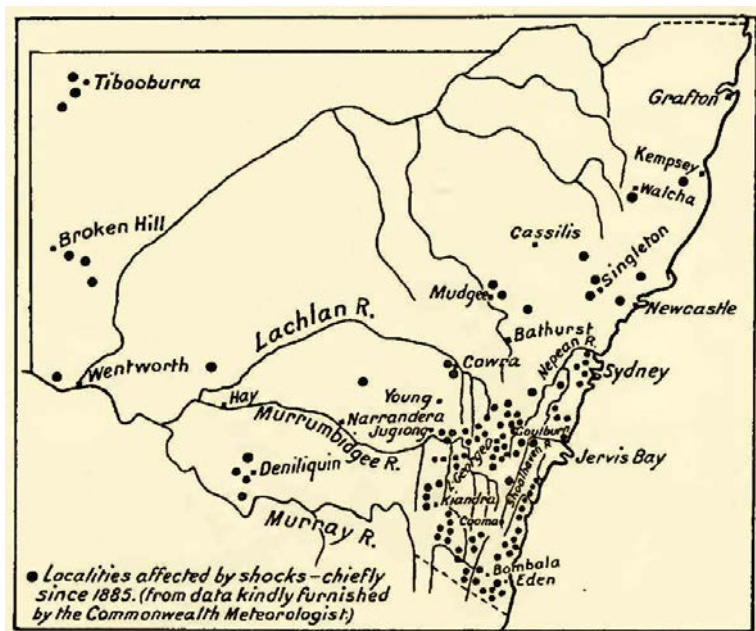 Tibooburra
Grafton
Kempsey
Walcha
Broken Hill
Cassilis
Singleton
Mudgee
Newcastle
Lachlan R.
Bathurst
Nepean R.
Wentworth
Cowra
Sydney
Hay
Young
Narrandera
Jugiong
Goulburn
Murrumbidgee R.
L. George
Shoalhaven R.
Jervis Bay
Deniliquin
Kiandra
Cooma
Murray R.
Bombala
Eden
Localities affected by shocks – chiefly
since 1885. (from data kindly furnished
by the Commonwealth Meteorologist.)